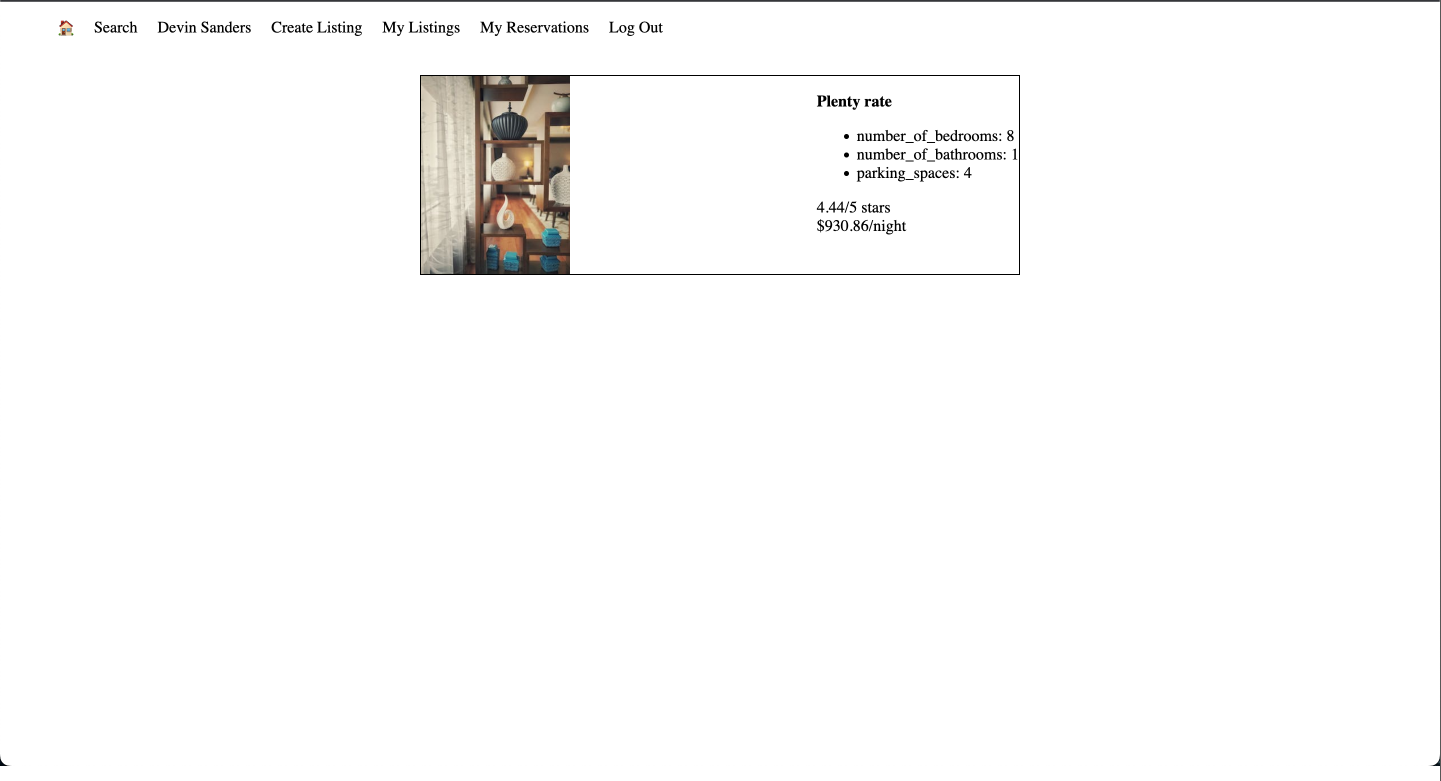 🏠 Search Devin Sanders Create Listing My Listings My Reservations Log Out
Plenty rate
• number_of_bedrooms: 8
• number_of_bathrooms: 1
• parking_spaces: 4
4.44/5 stars
$930.86/night